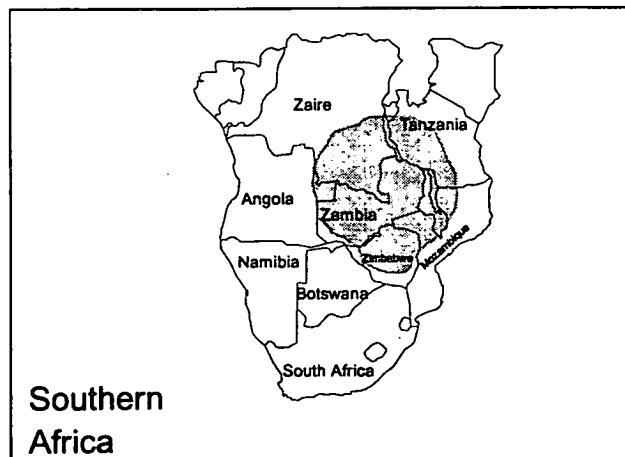 Zaire
Tanzania
Angola
Zambia
Namibia
Zimbabwe
Mozambique
Botswana
South Africa
Southern
Africa